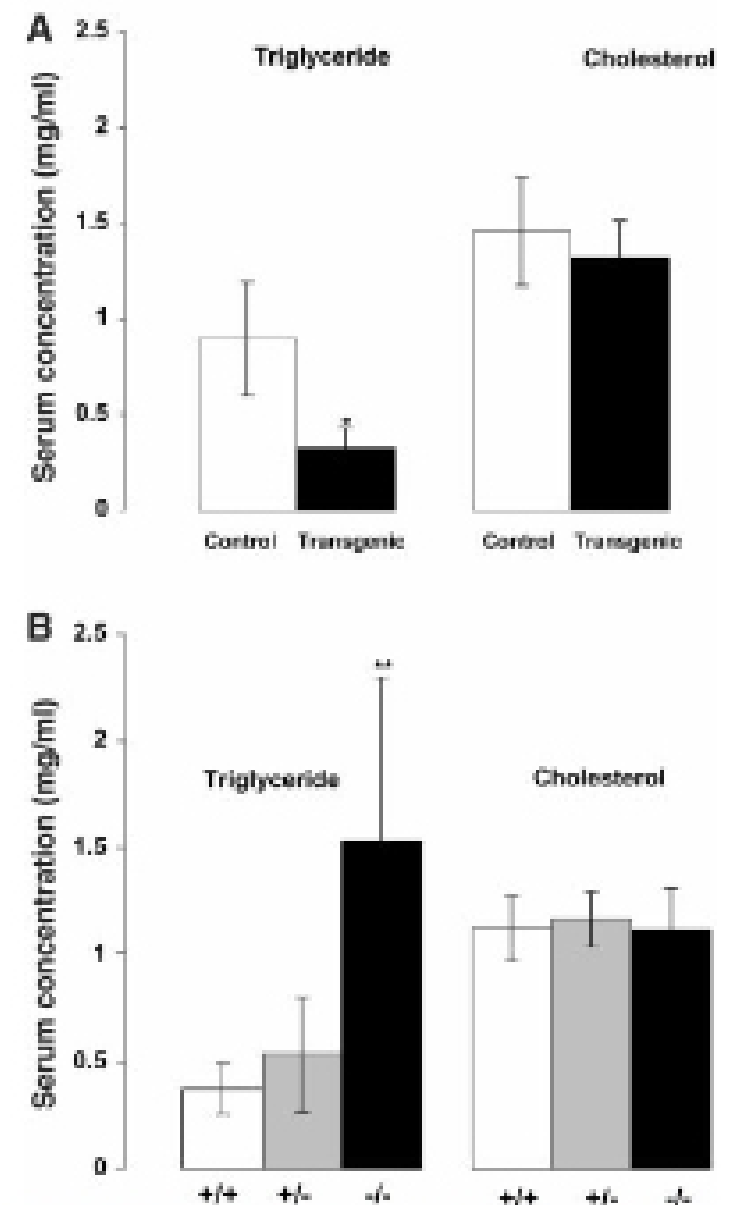 A
2.5
Triglyceride Cholesterol
2
1.5
1
0.5
0
Serum concentration (mg/ml)
*
Control Transgenic Control Transgenic
B
2.5
**
2
Triglyceride Cholesterol
1.5
1
0.5
0
Serum concentration (mg/ml)
+/+ +/- -/- +/+ +/- -/-